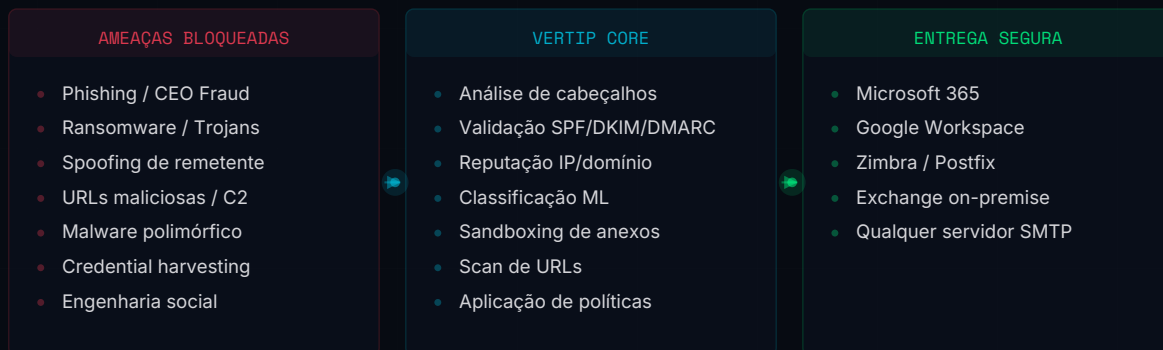 AMEAÇAS BLOQUEADAS
Phishing / CEO Fraud
Ransomware / Trojans
Spoofing de remetente
URLs maliciosas / C2
Malware polimórfico
Credential harvesting
Engenharia social
VERTIP CORE
Análise de cabeçalhos
Validação SPF/DKIM/DMARC
Reputação IP/domínio
Classificação ML
Sandboxing de anexos
Scan de URLs
Aplicação de políticas
ENTREGA SEGURA
Microsoft 365
Google Workspace
Zimbra / Postfix
Exchange on-premise
Qualquer servidor SMTP